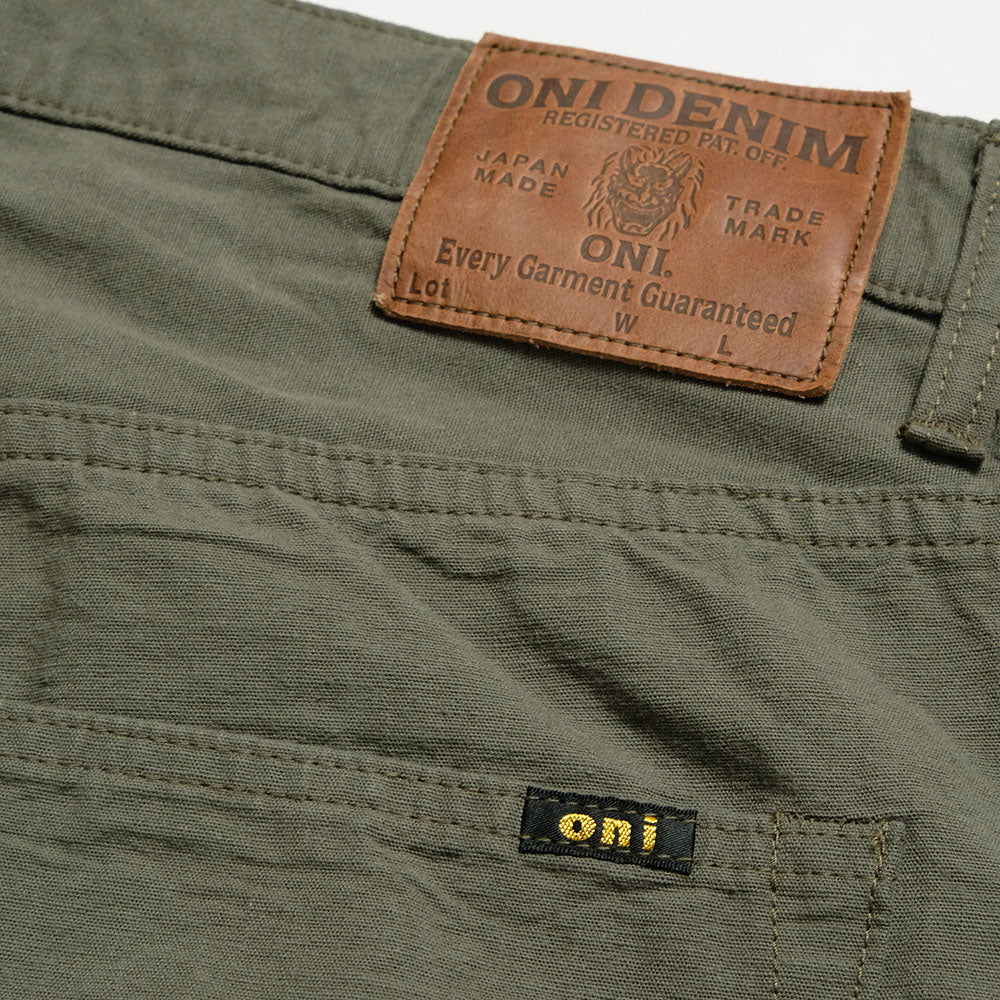 ONI DENIM
REGISTERED PAT. OFF.
JAPAN
MADE
TRADE
MARK
ONI.
Every Garment Guaranteed
Lot
W
L
oni